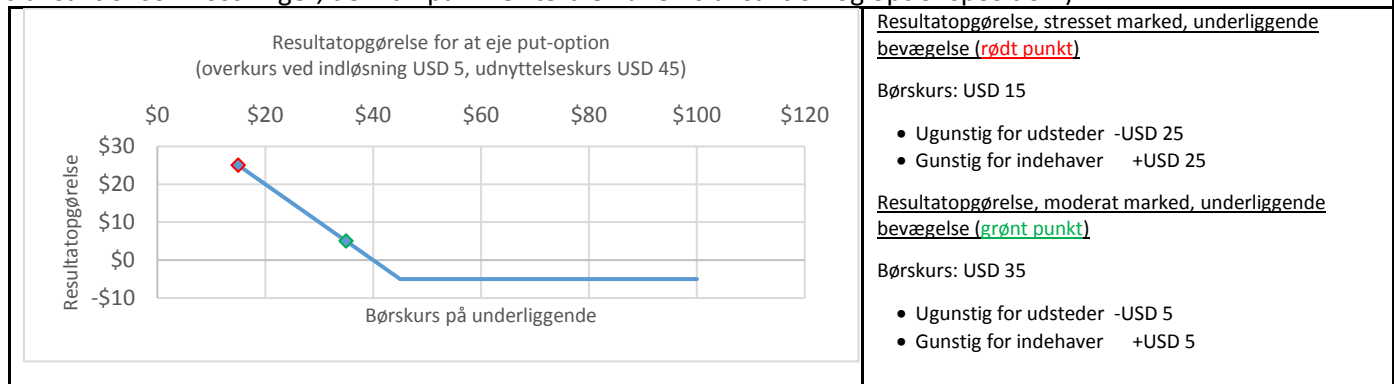 Resultatopgørelse for at eje put-option
(overkurs ved indløsning USD 5, udnyttelseskurs USD 45)
$0 $20 $40 $60 $80 $100 $120
$30
$20
$10
$0
-$10
Resultatopgørelse
Børskurs på underliggende
Resultatopgørelse, stresset marked, underliggende
bevægelse (rødt punkt)
Børskurs: USD 15
• Ugunstig for udsteder -USD 25
• Gunstig for indehaver +USD 25
Resultatopgørelse, moderat marked, underliggende
bevægelse (grønt punkt)
Børskurs: USD 35
• Ugunstig for udsteder -USD 5
• Gunstig for indehaver +USD 5